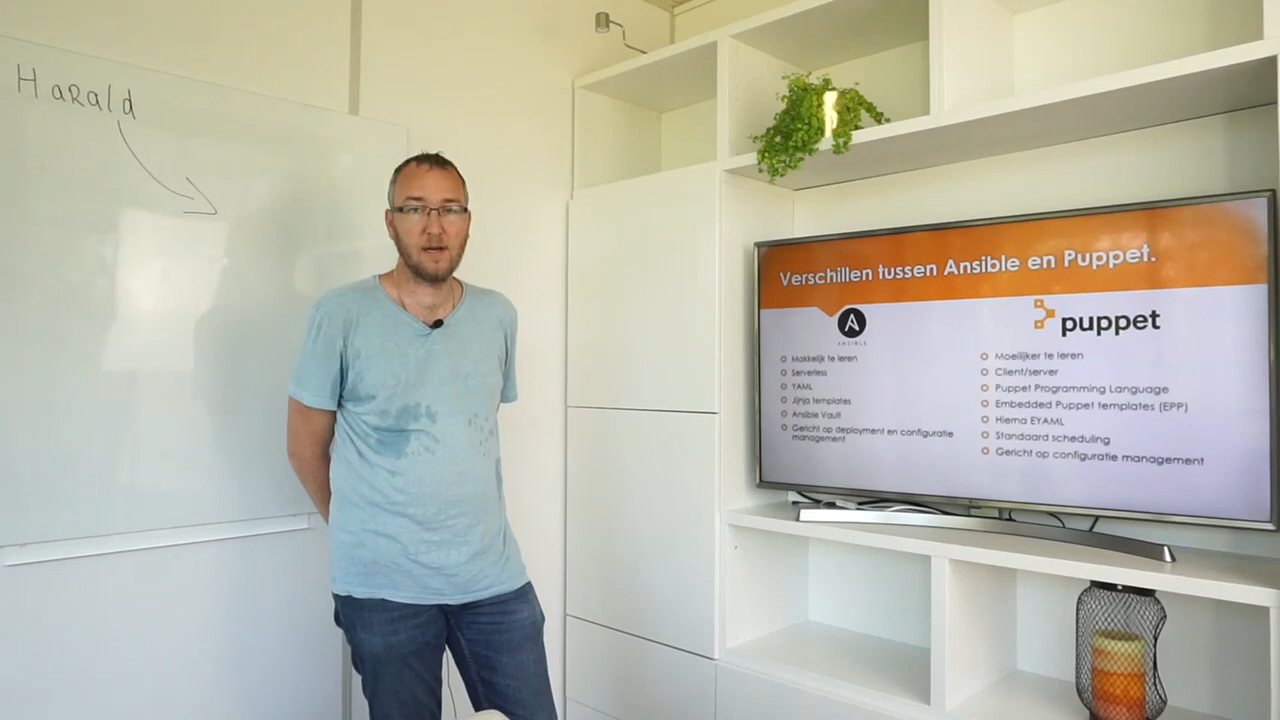 Harald
Verschillen tussen Ansible en Puppet.
A
ANSIBLE
puppet
Makkelijk te leren
Serverless
YAML
Jinja templates
Ansible Vault
Gericht op deployment en configuratie
management
Moeilijker te leren
Client/server
Puppet Programming Language
Embedded Puppet templates (EPP)
Hiema EYAML
Standaard scheduling
Gericht op configuratie management